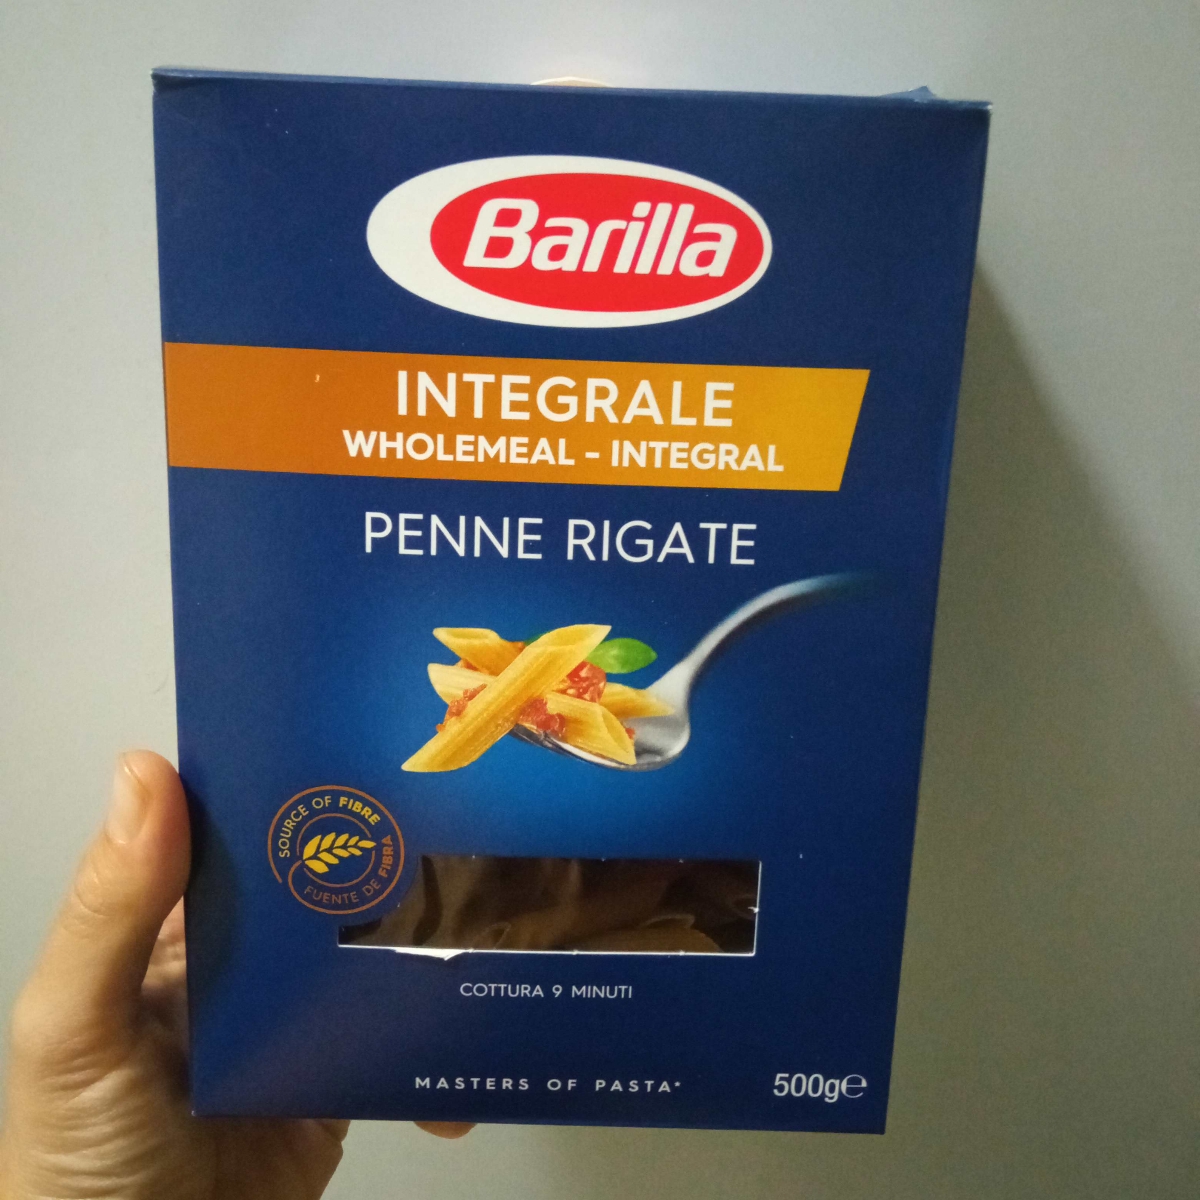 Barilla
INTEGRALE
WHOLEMEAL - INTEGRAL
PENNE RIGATE
SOURCE OF FIBRE
FUENTE DE FIBRA
COTTURA 9 MINUTI
MASTERS OF PASTA*
500g℮